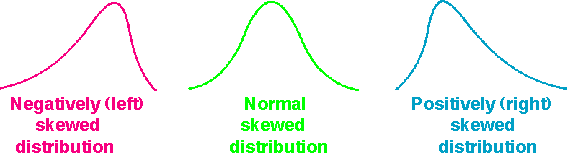 Negatively (left)
skewed
distribution
Normal
skewed
distribution
Positively (right)
skewed
distribution